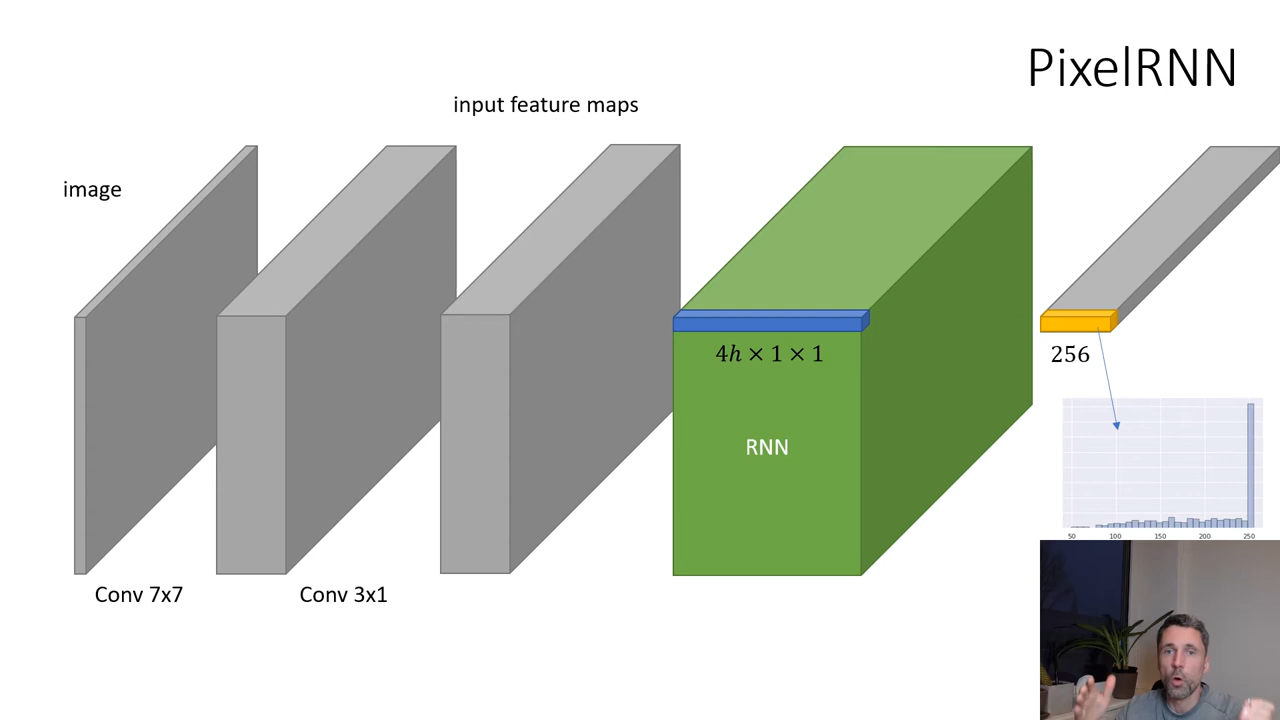 PixelRNN
input feature maps
image
4h × 1 × 1
256
RNN
50 100 150 200 250
Conv 7x7
Conv 3x1